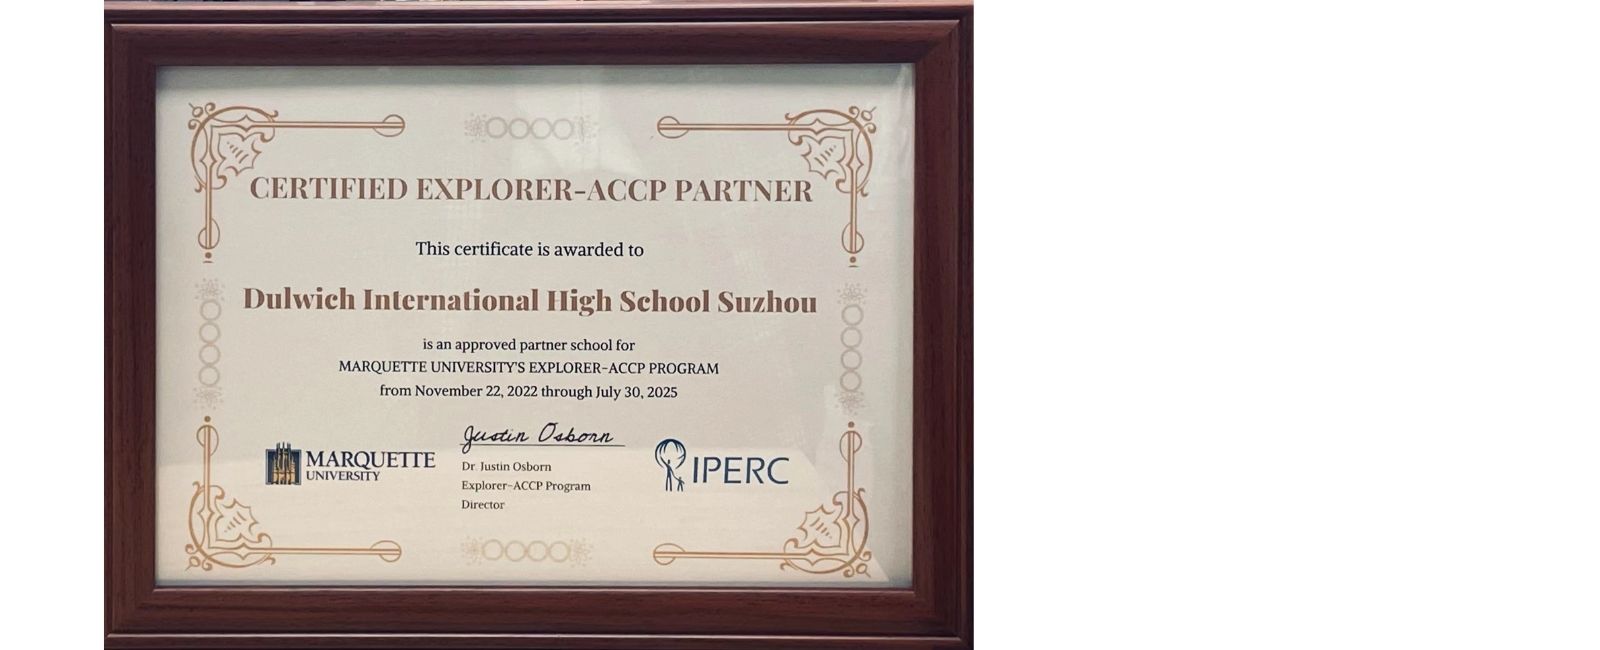 CERTIFIED EXPLORER-ACCP PARTNER
This certificate is awarded to
Dulwich International High School Suzhou
is an approved partner school for
MARQUETTE UNIVERSITY'S EXPLORER-ACCP PROGRAM
from November 22, 2022 through July 30, 2025
Justin Osborn
MARQUETTE
UNIVERSITY
Dr. Justin Osborn
Explorer-ACCP Program
Director
IPERC